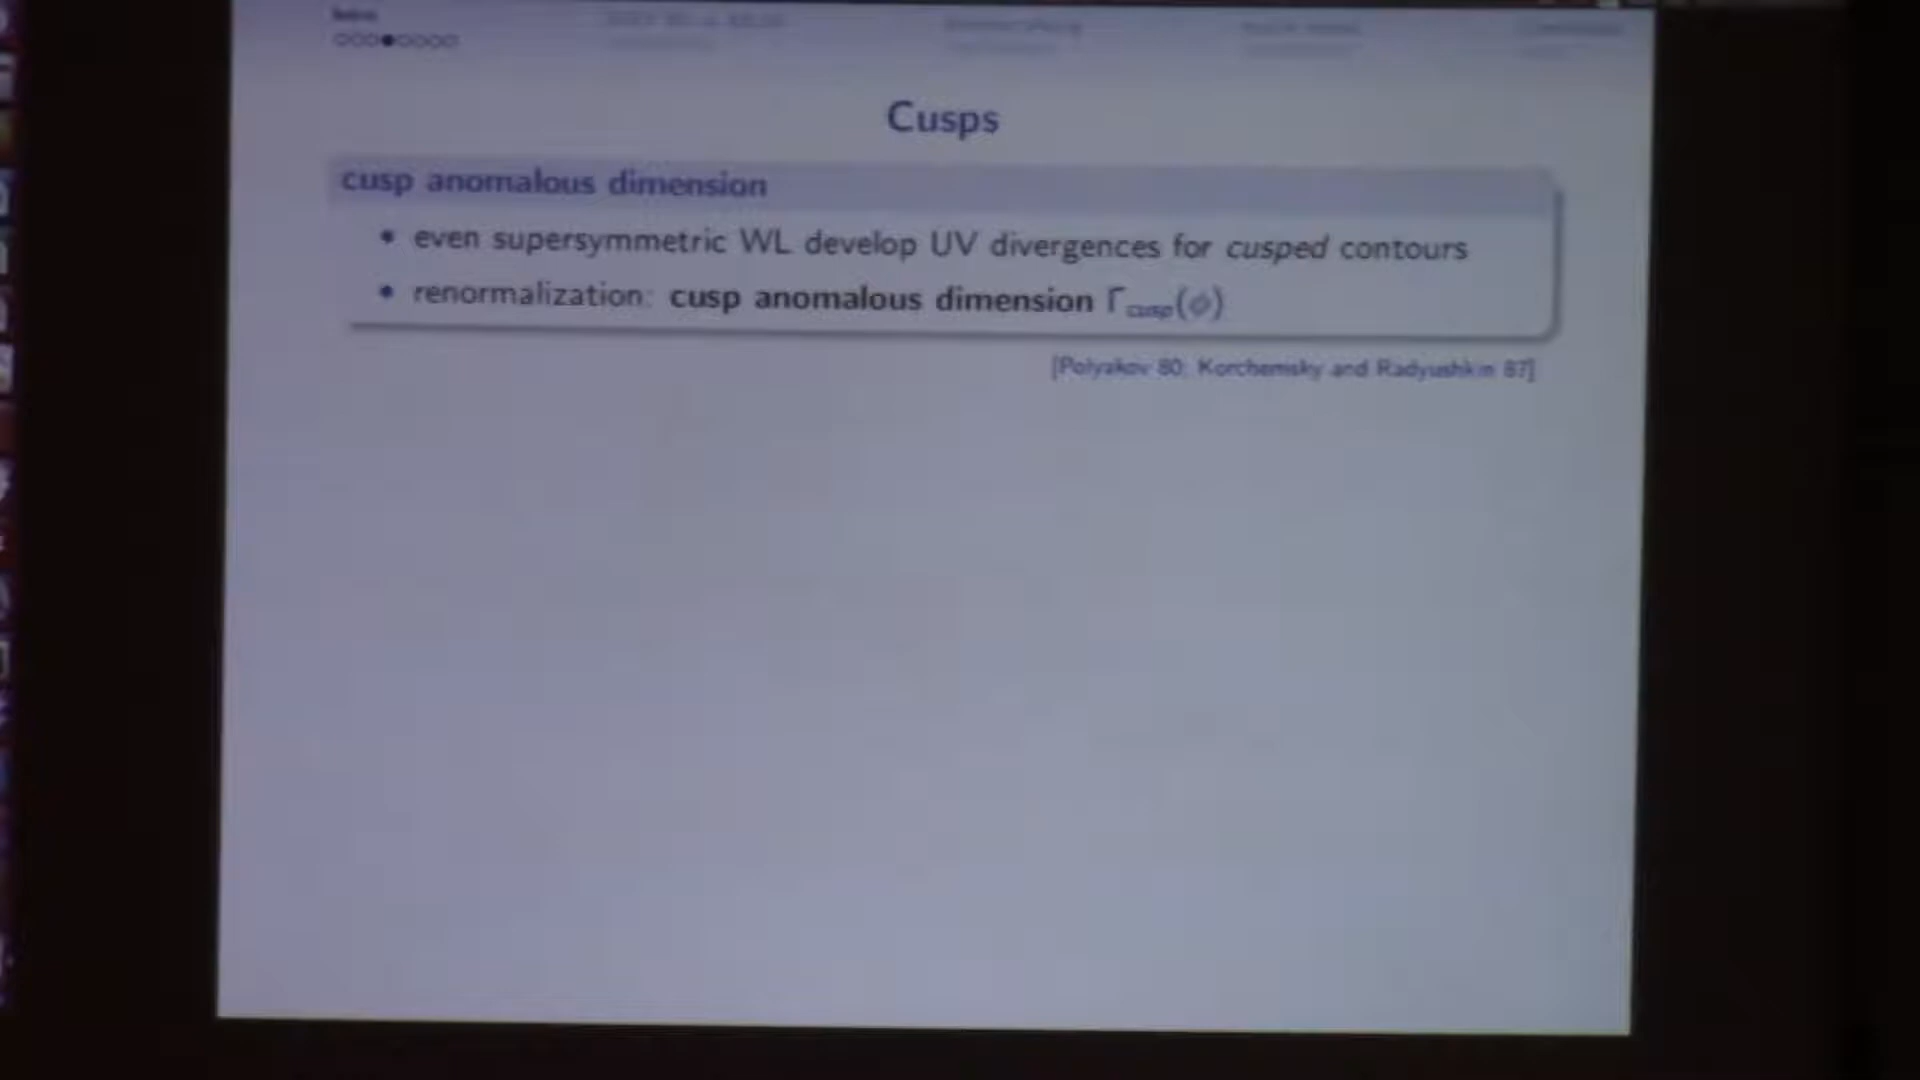 Intro
Cusps
cusp anomalous dimension
• even supersymmetric WL develop UV divergences for cusped contours
• renormalization: cusp anomalous dimension Γcusp(φ)
[Polyakov 80; Korchemsky and Radyushkin 87]